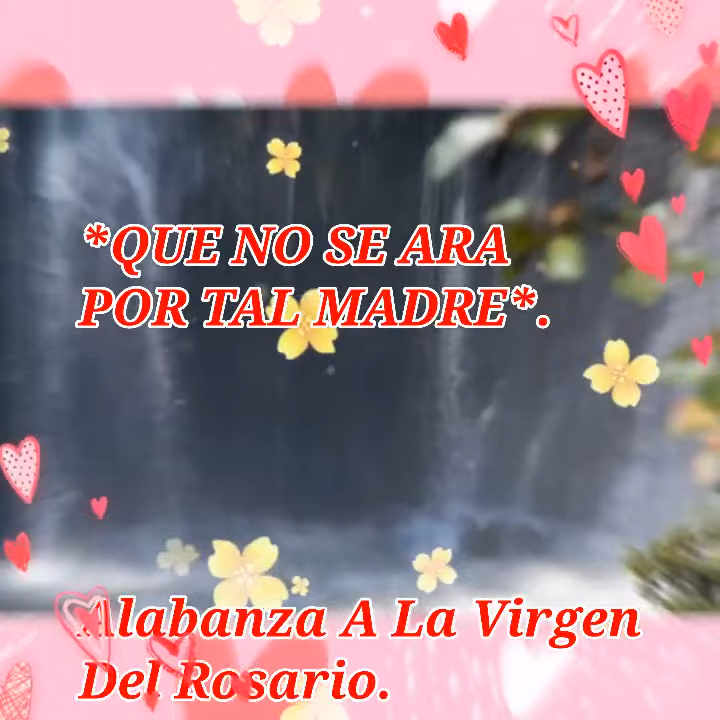 *QUE NO SE ARA
POR TAL MADRE*.
Alabanza A La Virgen
Del Rosario.